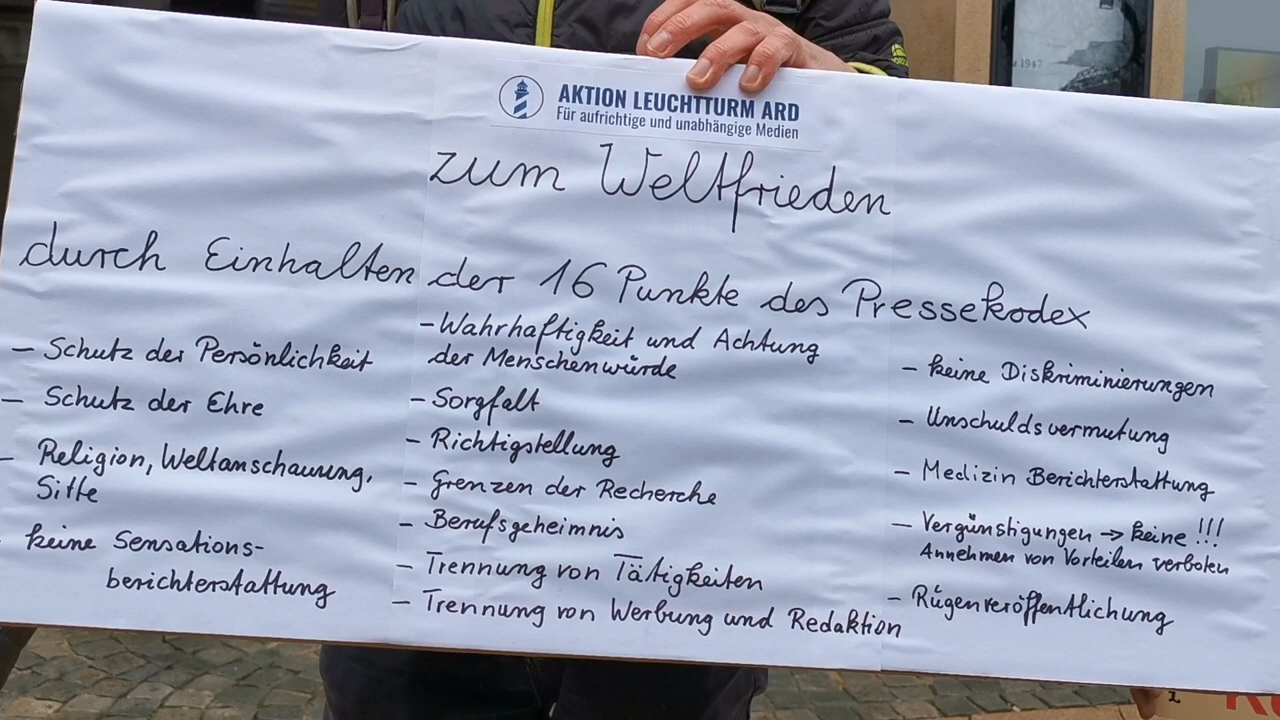 1947
AKTION LEUCHTTURM ARD
Für aufrichtige und unabhängige Medien
zum Weltfrieden
durch Einhalten der 16 Punkte des Pressekodex
– Schutz der Persönlichkeit
– Schutz der Ehre
– Religion, Weltanschauung,
Sitte
- keine Sensations-
berichterstattung
– Wahrhaftigkeit und Achtung
der Menschenwürde
– Sorgfalt
– Richtigstellung
– Grenzen der Recherche
– Berufsgeheimnis
– Trennung von Tätigkeiten
– Trennung von Werbung und Redaktion
– keine Diskriminierungen
– Unschuldsvermutung
– Medizin Berichterstattung
– Vergünstigungen → keine !!!
Annehmen von Vorteilen verboten
– Rügenveröffentlichung